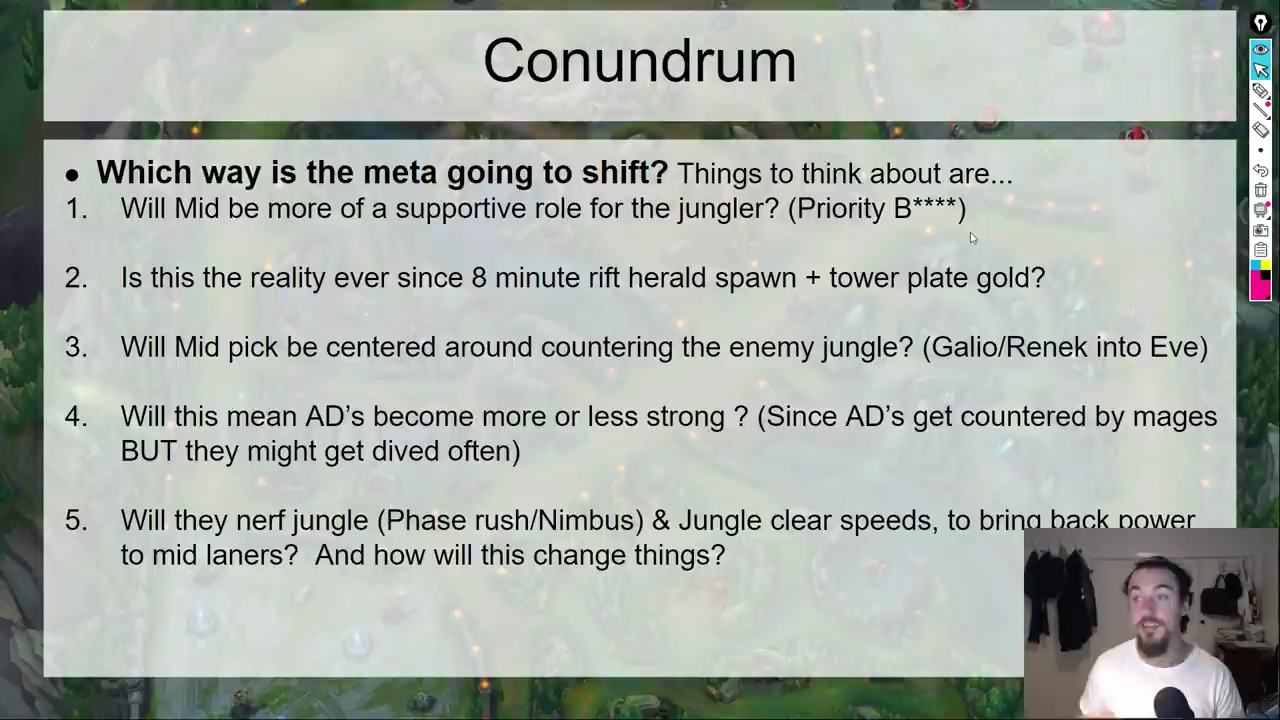 Conundrum
● Which way is the meta going to shift? Things to think about are...
1. Will Mid be more of a supportive role for the jungler? (Priority B****)
2. Is this the reality ever since 8 minute rift herald spawn + tower plate gold?
3. Will Mid pick be centered around countering the enemy jungle? (Galio/Renek into Eve)
4. Will this mean AD's become more or less strong ? (Since AD's get countered by mages
BUT they might get dived often)
5. Will they nerf jungle (Phase rush/Nimbus) & Jungle clear speeds, to bring back power
to mid laners?  And how will this change things?